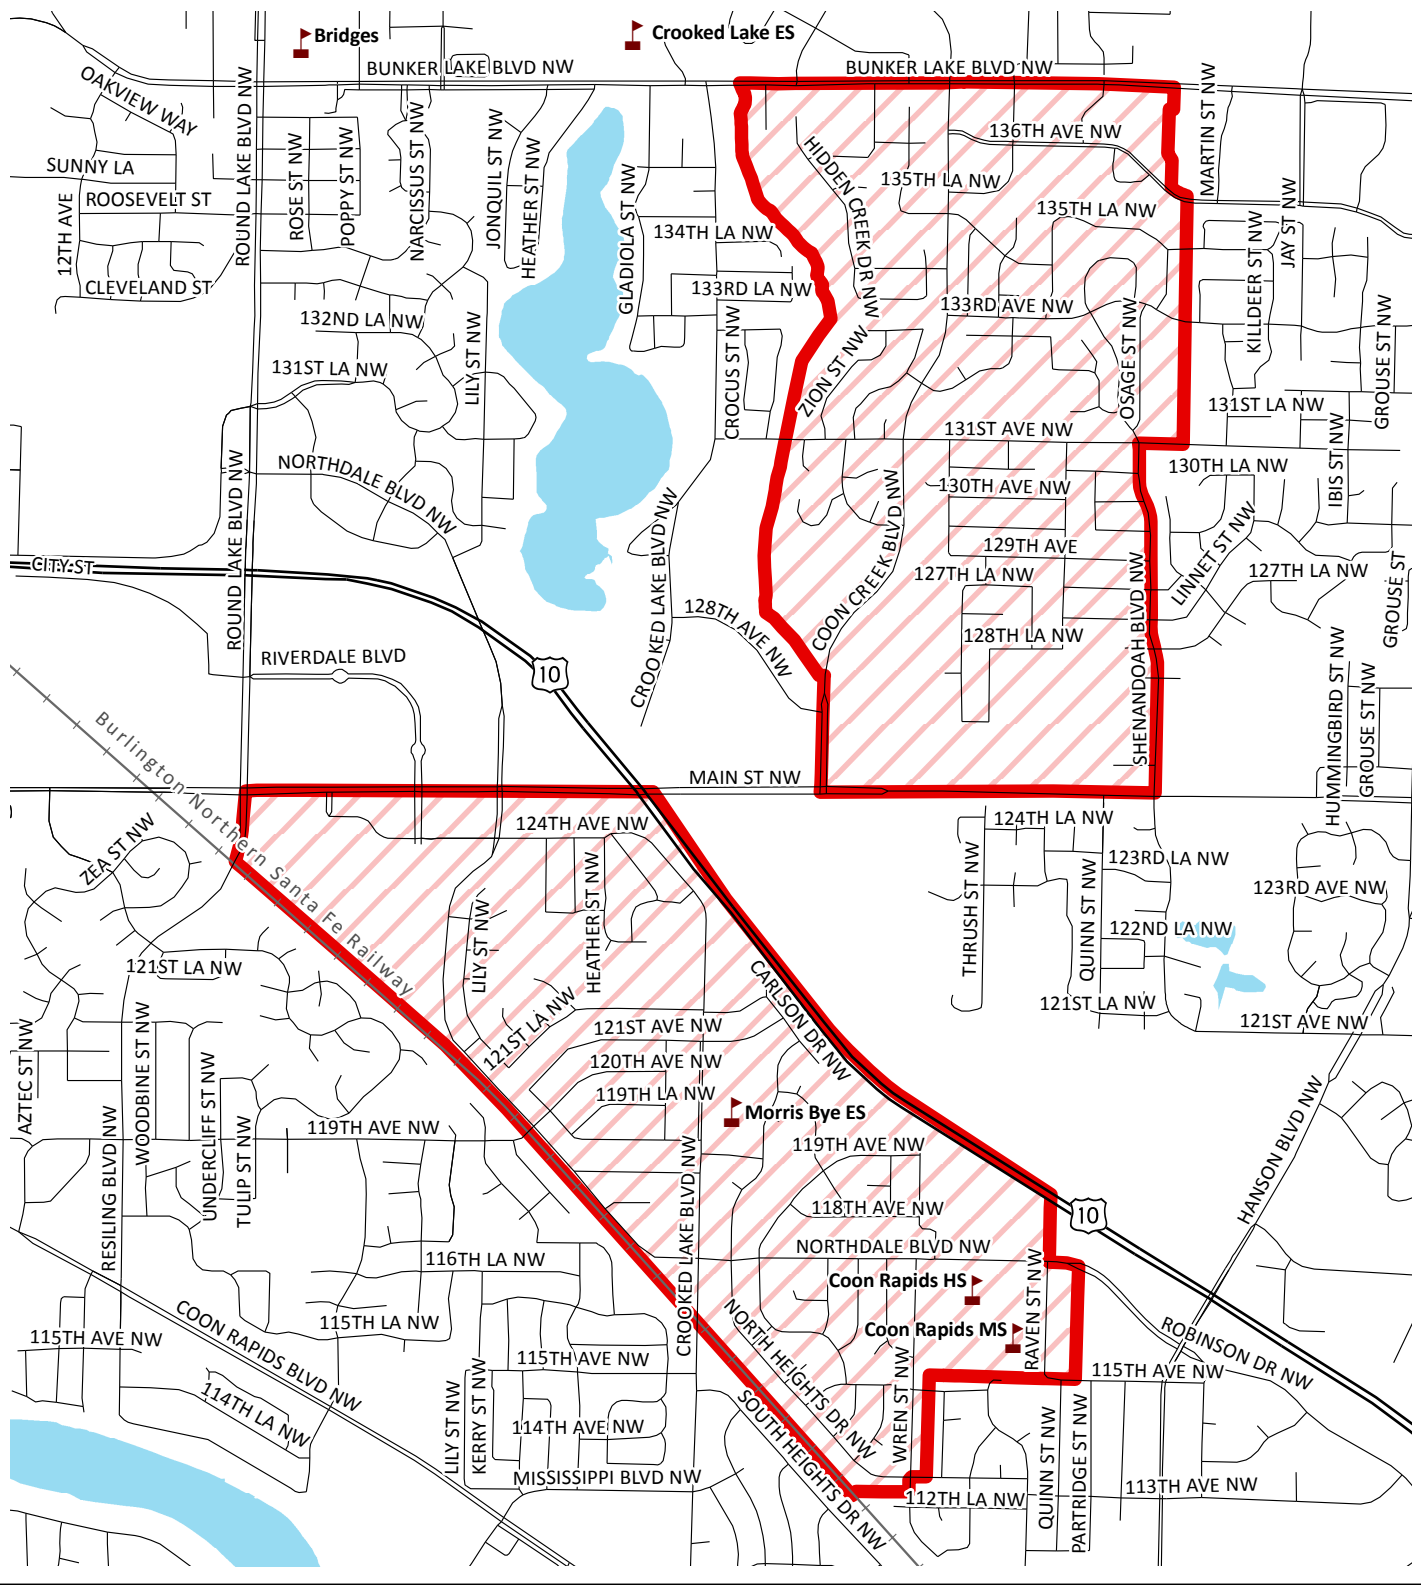 Bridges
Crooked Lake ES
BUNKER LAKE BLVD NW
BUNKER LAKE BLVD NW
OAKVIEW WAY
ROUND LAKE BLVD NW
MARTIN ST NW
136TH AVE NW
SUNNY LA
ROOSEVELT ST
12TH AVE
CLEVELAND ST
ROSE ST NW
POPPY ST NW
NARCISSUS ST NW
JONQUIL ST NW
HEATHER ST NW
GLADIOLA ST NW
HIDDEN CREEK DR NW
135TH LA NW
135TH LA NW
134TH LA NW
133RD LA NW
133RD AVE NW
KILLDEER ST NW
JAY ST NW
GROUSE ST NW
132ND LA NW
131ST LA NW
LILY ST NW
CROCUS ST NW
ZION ST NW
OSAGE ST NW
131ST LA NW
131ST AVE NW
NORTHDALE BLVD NW
ROUND LAKE BLVD NW
130TH LA NW
130TH AVE NW
IBIS ST NW
CROOKED LAKE BLVD NW
COON CREEK BLVD NW
129TH AVE
127TH LA NW
LINNET ST NW
127TH LA NW
GROUSE ST
CITY ST
128TH AVE NW
128TH LA NW
SHENANDOAH BLVD NW
RIVERDALE BLVD
10
HUMMINGBIRD ST NW
GROUSE ST NW
Burlington Northern Santa Fe Railway
MAIN ST NW
124TH AVE NW
124TH LA NW
ZEA ST NW
123RD LA NW
123RD AVE NW
THRUSH ST NW
QUINN ST NW
HEATHER ST NW
LILY ST NW
122ND LA NW
121ST LA NW
CARLSON DR NW
121ST LA NW
121ST LA NW
121ST AVE NW
121ST AVE NW
120TH AVE NW
119TH LA NW
AZTEC ST NW
WOODBINE ST NW
UNDERCLIFF ST NW
TULIP ST NW
RESILING BLVD NW
119TH AVE NW
Morris Bye ES
119TH AVE NW
HANSON BLVD NW
CROOKED LAKE BLVD NW
118TH AVE NW
10
NORTHDALE BLVD NW
116TH LA NW
Coon Rapids HS
Coon Rapids MS
RAVEN ST NW
COON RAPIDS BLVD NW
115TH LA NW
NORTH HEIGHTS DR NW
ROBINSON DR NW
115TH AVE NW
115TH AVE NW
115TH AVE NW
114TH LA NW
LILY ST NW
KERRY ST NW
114TH AVE NW
SOUTH HEIGHTS DR NW
WREN ST NW
QUINN ST NW
PARTRIDGE ST NW
MISSISSIPPI BLVD NW
112TH LA NW
113TH AVE NW